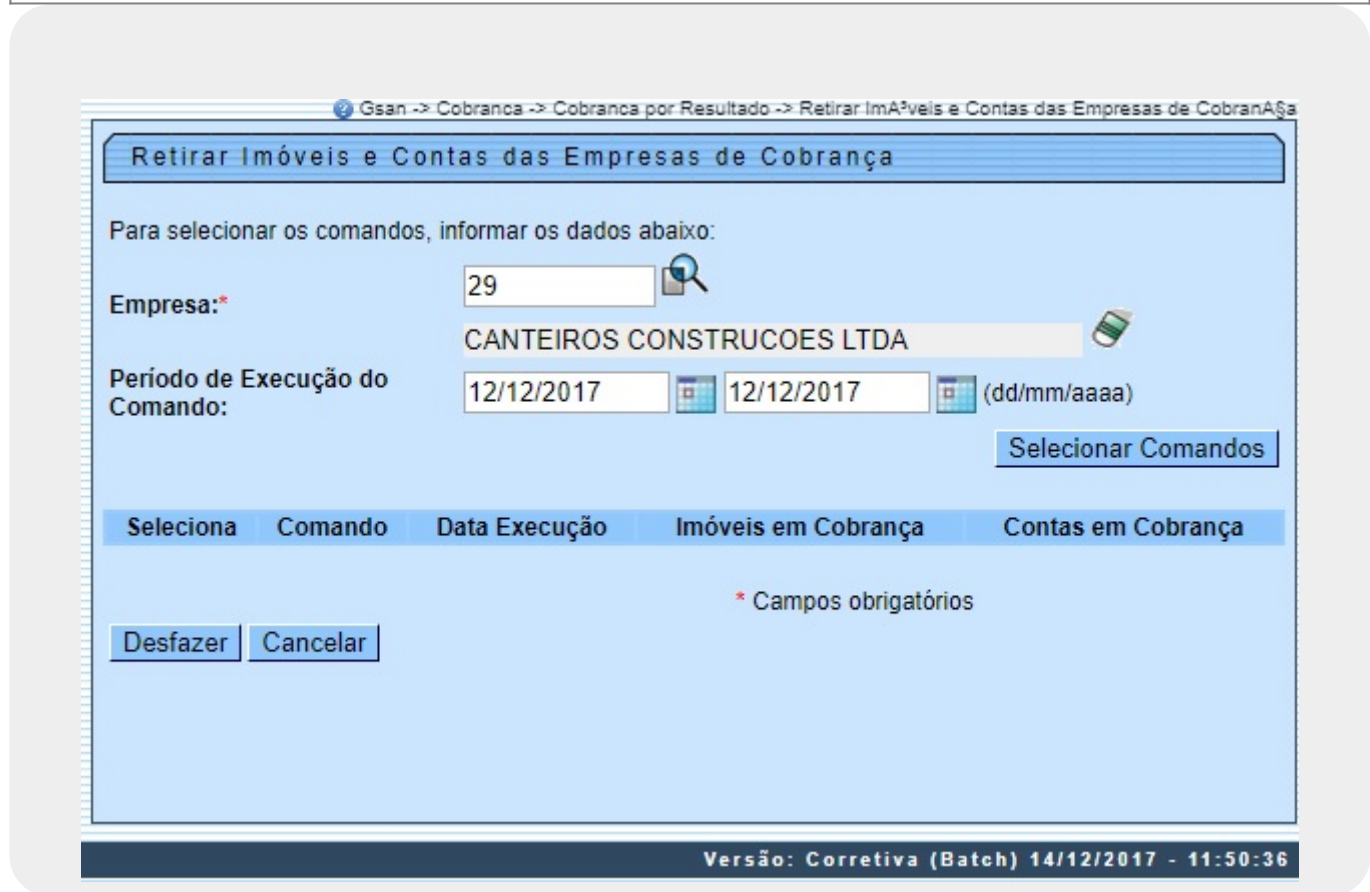 Gsan -> Cobranca -> Cobranca por Resultado -> Retirar ImA³veis e Contas das Empresas de CobranA§a
Retirar Imóveis e Contas das Empresas de Cobrança
Para selecionar os comandos, informar os dados abaixo:
Empresa:* 29
CANTEIROS CONSTRUCOES LTDA
Período de Execução do Comando: 12/12/2017 12/12/2017 (dd/mm/aaaa)
Selecionar Comandos
Seleciona Comando Data Execução Imóveis em Cobrança Contas em Cobrança
* Campos obrigatórios
Desfazer Cancelar
Versão: Corretiva (Batch) 14/12/2017 - 11:50:36